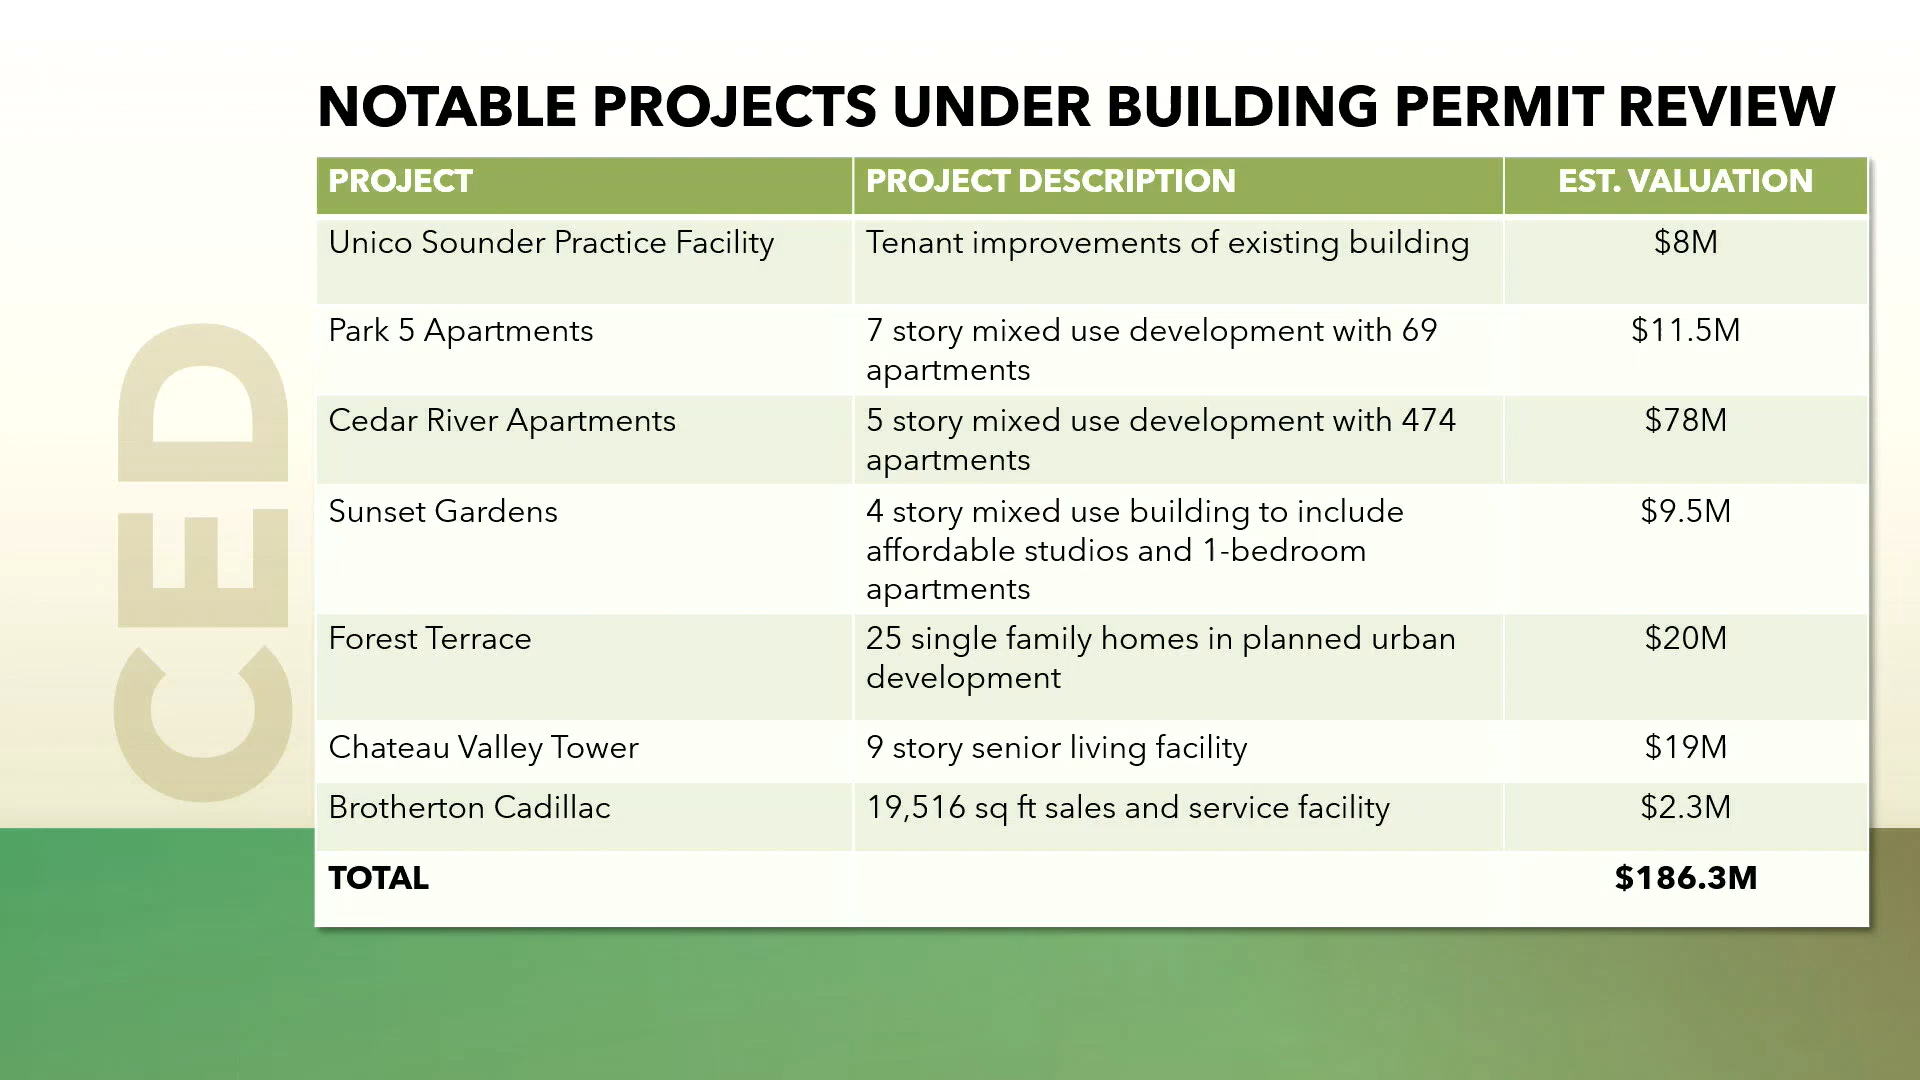 NOTABLE PROJECTS UNDER BUILDING PERMIT REVIEW
PROJECT PROJECT DESCRIPTION EST. VALUATION
Unico Sounder Practice Facility Tenant improvements of existing building $8M
Park 5 Apartments 7 story mixed use development with 69 $11.5M
apartments
Cedar River Apartments 5 story mixed use development with 474 $78M
apartments
Sunset Gardens 4 story mixed use building to include $9.5M
affordable studios and 1-bedroom
apartments
Forest Terrace 25 single family homes in planned urban $20M
development
Chateau Valley Tower 9 story senior living facility $19M
Brotherton Cadillac 19,516 sq ft sales and service facility $2.3M
TOTAL $186.3M
CED